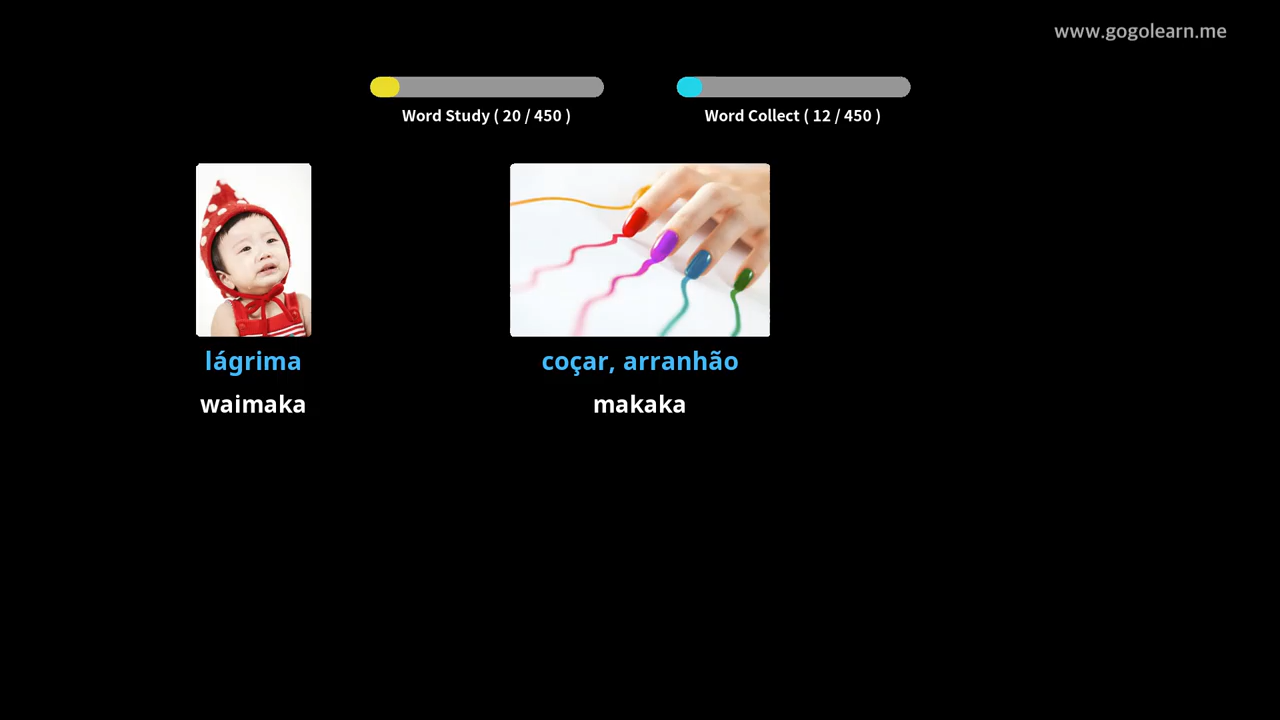 www.gogolearn.me
Word Study ( 20 / 450 )
Word Collect ( 12 / 450 )
lágrima
waimaka
coçar, arranhão
makaka